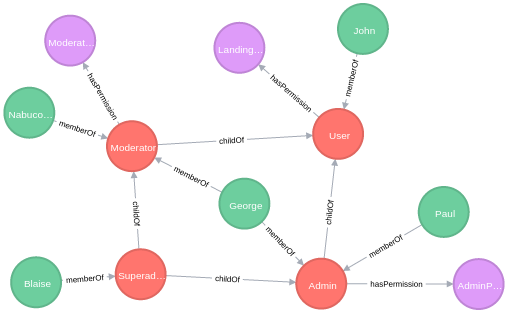 John
Moderat…
Landing…
hasPermission
hasPermission
memberOf
Nabuco…
memberOf
Moderator
childOf
User
memberOf
George
childOf
childOf
memberOf
memberOf
Paul
Blaise
memberOf
Superad…
childOf
Admin
hasPermission
AdminP…